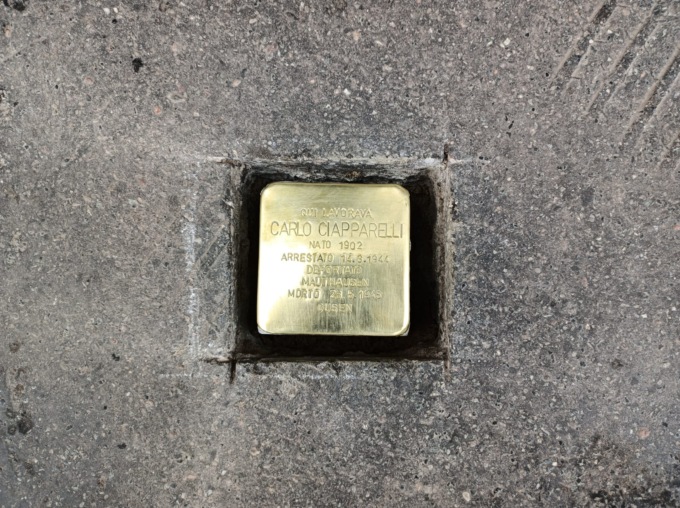 QUI LAVORAVA
CARLO CIAPPARELLI
NATO 1902
ARRESTATO 14.3.1944
DEPORTATO
MAUTHAUSEN
MORTO
GUSEN